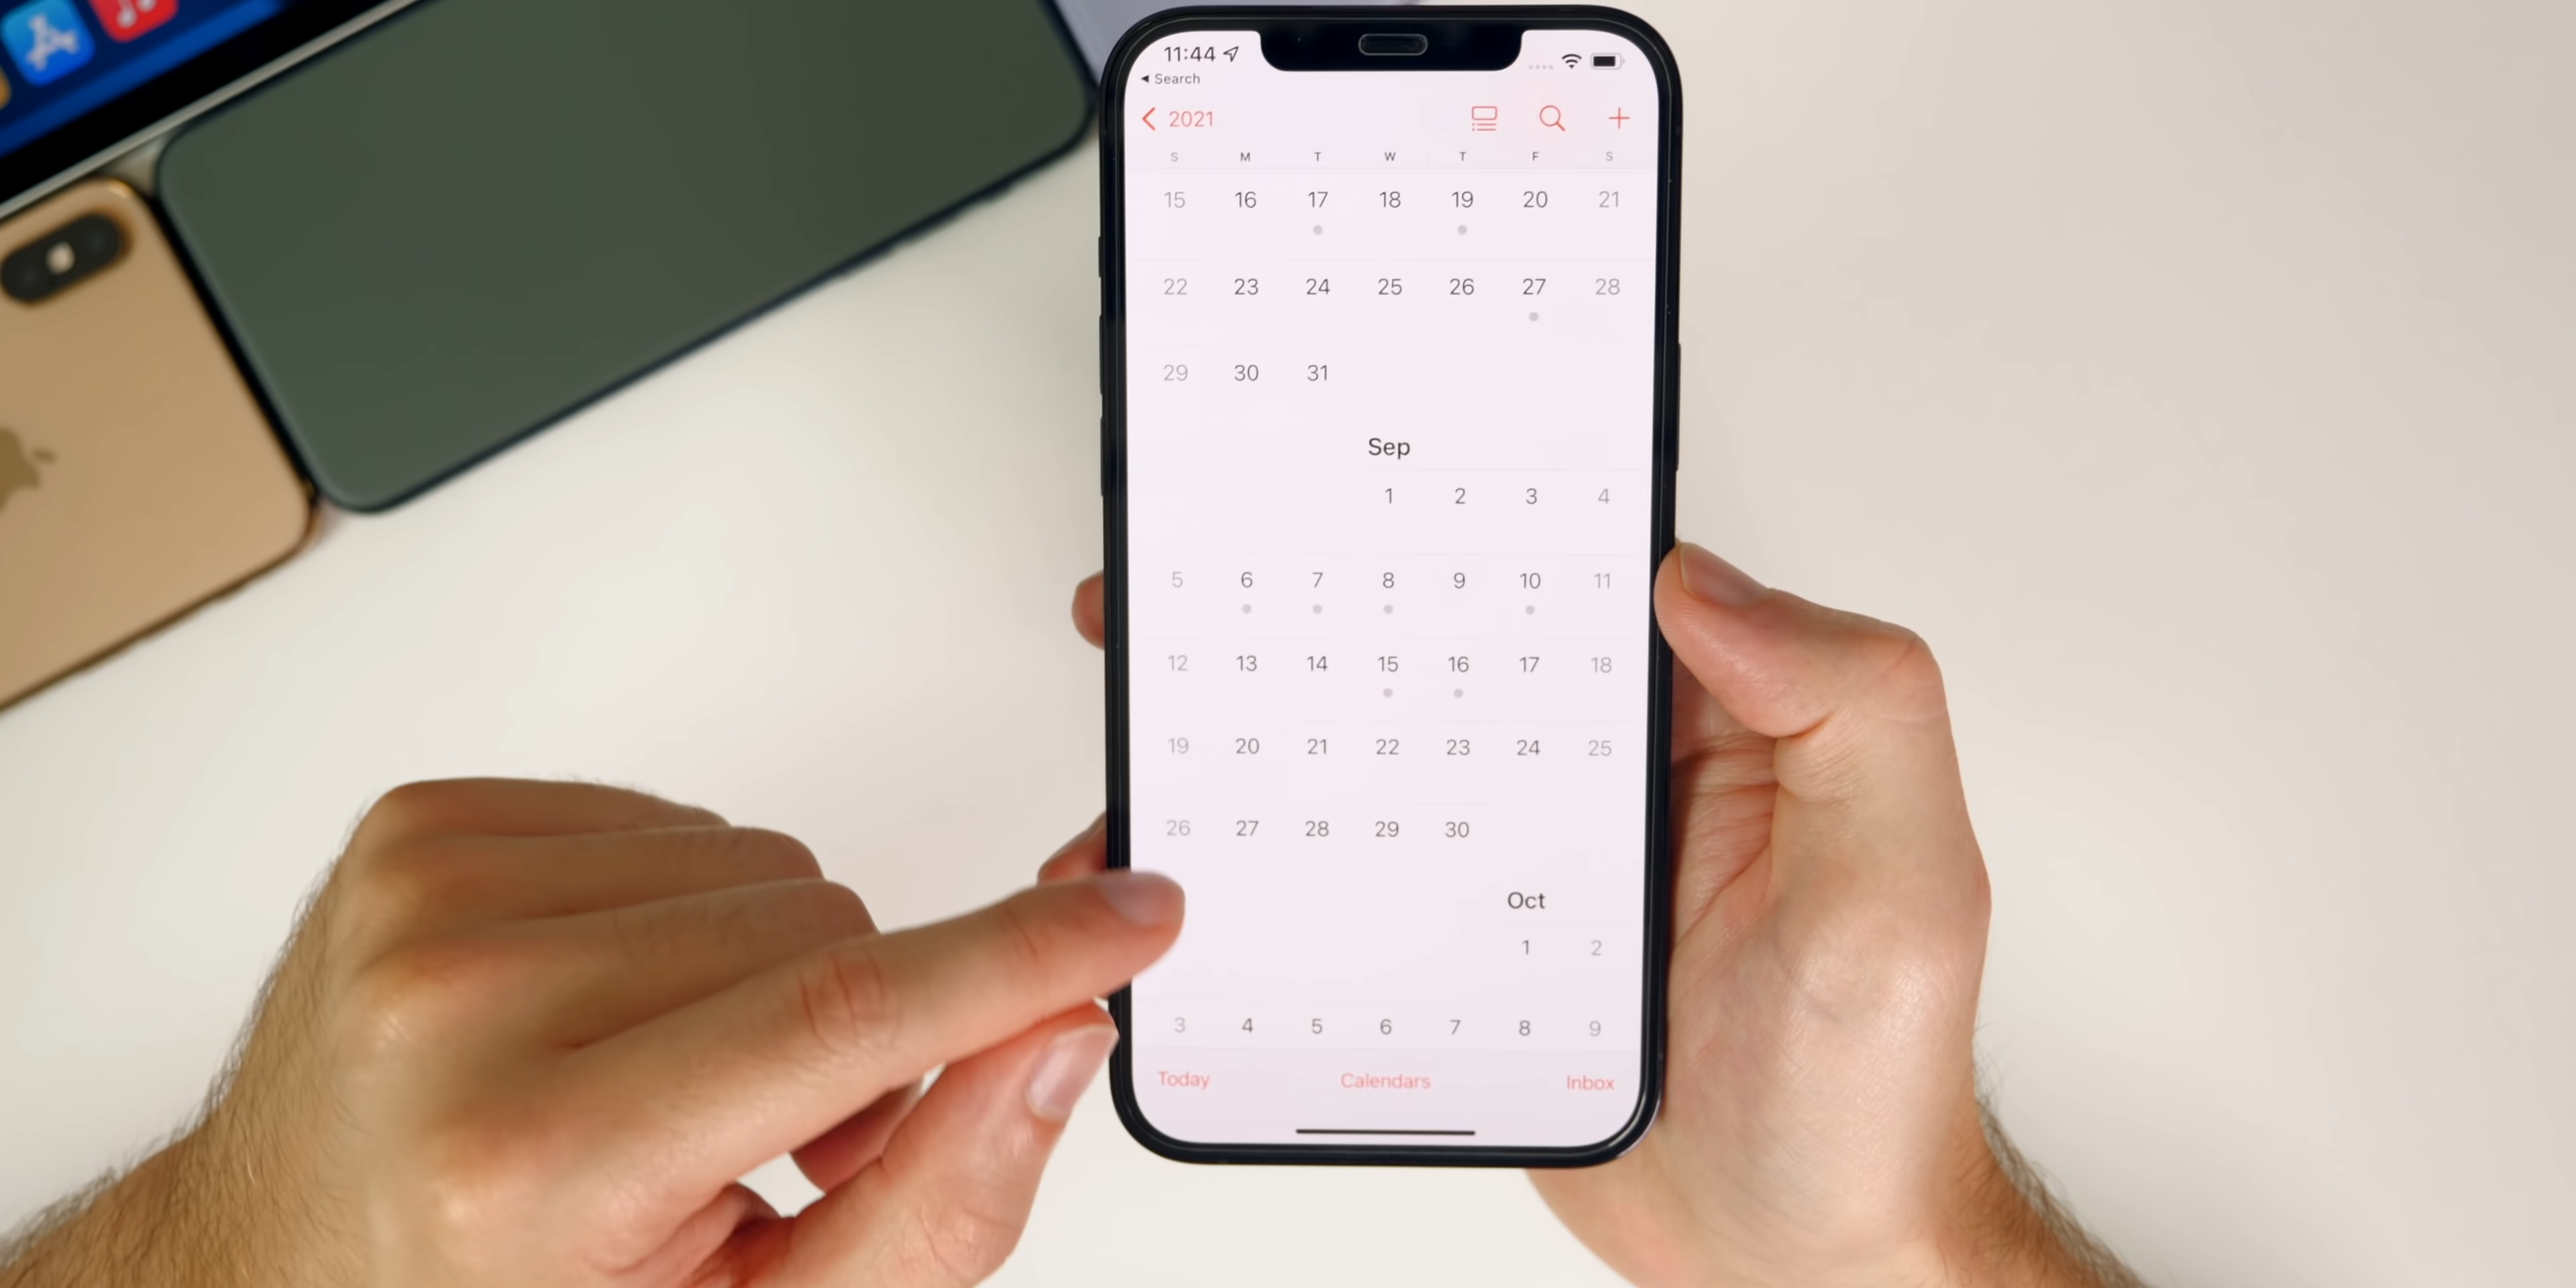 11:44
Search
2021
S M T W T F S
15 16 17 18 19 20 21
22 23 24 25 26 27 28
29 30 31
Sep
1 2 3 4
5 6 7 8 9 10 11
12 13 14 15 16 17 18
19 20 21 22 23 24 25
26 27 28 29 30
Oct
1 2
3 4 5 6 7 8 9
Today Calendars Inbox